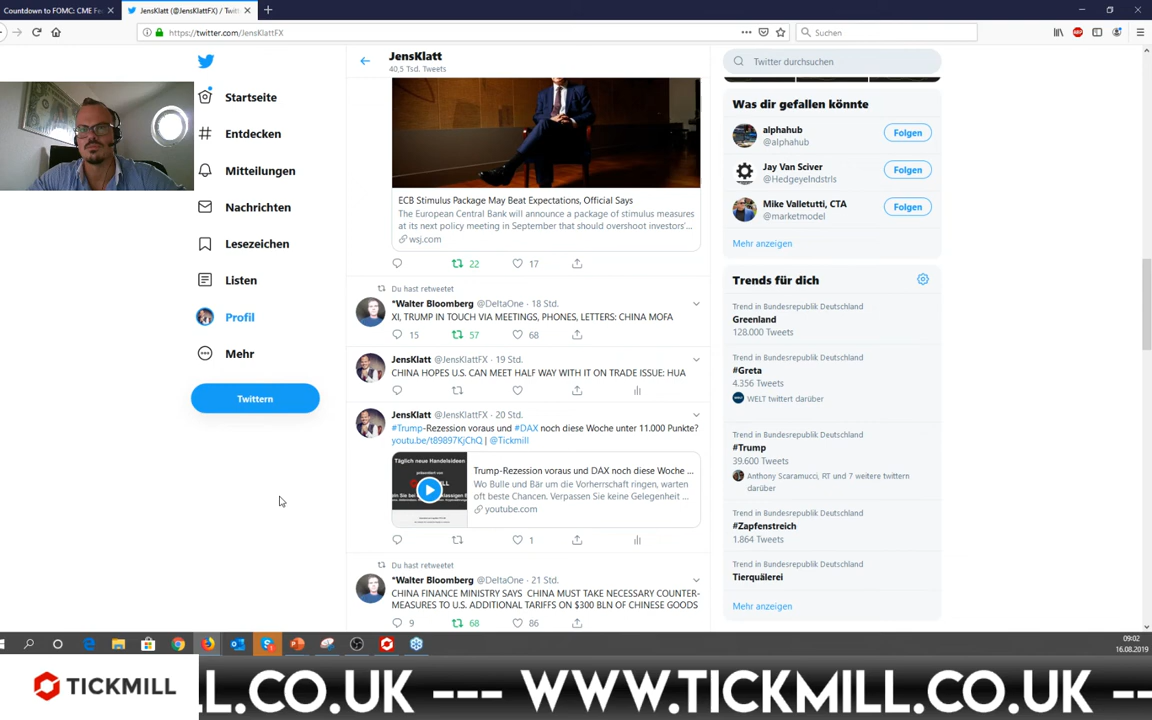 Countdown to FOMC: CME Fe
JensKlatt (@JensKlattFX) / Twitt
https://twitter.com/JensKlattFX
Suchen
JensKlatt
40,5 Tsd. Tweets
Twitter durchsuchen
Startseite
Entdecken
Mitteilungen
Nachrichten
Lesezeichen
Listen
Profil
Mehr
Twittern
ECB Stimulus Package May Beat Expectations, Official Says
The European Central Bank will announce a package of stimulus measures
at its next policy meeting in September that should overshoot investors'...
wsj.com
22
17
Du hast retweetet
*Walter Bloomberg @DeltaOne · 18 Std.
XI, TRUMP IN TOUCH VIA MEETINGS, PHONES, LETTERS: CHINA MOFA
15
57
68
JensKlatt @JensKlattFX · 19 Std.
CHINA HOPES U.S. CAN MEET HALF WAY WITH IT ON TRADE ISSUE: HUA
JensKlatt @JensKlattFX · 20 Std.
#Trump-Rezession voraus und #DAX noch diese Woche unter 11.000 Punkte?
youtu.be/t89897KjChQ | @Tickmill
Täglich neue Handelsideen
präsentiert von
Trump-Rezession voraus und DAX noch diese Woche ...
Wo Bulle und Bär um die Vorherrschaft ringen, warten
oft beste Chancen. Verpassen Sie keine Gelegenheit ...
youtube.com
1
Du hast retweetet
*Walter Bloomberg @DeltaOne · 21 Std.
CHINA FINANCE MINISTRY SAYS CHINA MUST TAKE NECESSARY COUNTER-
MEASURES TO U.S. ADDITIONAL TARIFFS ON $300 BLN OF CHINESE GOODS
9
68
86
Was dir gefallen könnte
alphahub
@alphahub
Folgen
Jay Van Sciver
@HedgeyeIndstrls
Folgen
Mike Valletutti, CTA
@marketmodel
Folgen
Mehr anzeigen
Trends für dich
Trend in Bundesrepublik Deutschland
Greenland
128.000 Tweets
Trend in Bundesrepublik Deutschland
#Greta
4.356 Tweets
WELT twittert darüber
Trend in Bundesrepublik Deutschland
#Trump
39.600 Tweets
Anthony Scaramucci, RT und 7 weitere twittern
darüber
Trend in Bundesrepublik Deutschland
#Zapfenstreich
1.864 Tweets
Trend in Bundesrepublik Deutschland
Tierquälerei
Mehr anzeigen
09:02
16.08.2019
TICKMILL
LL.CO.UK --- WWW.TICKMILL.CO.UK --